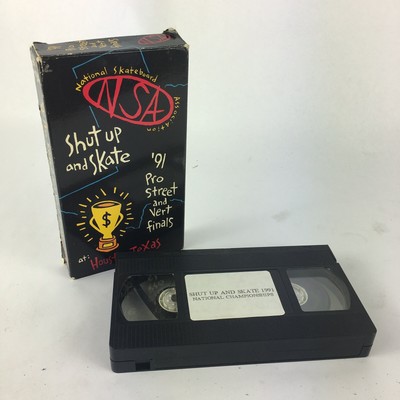 National Skateboard
NSA
Association
Shut up
and Skate
'91
Pro
Street
and
Vert
finals
$
at:
Texas
SHUT UP AND SKATE 1991
NATIONAL CHAMPIONSHIPS